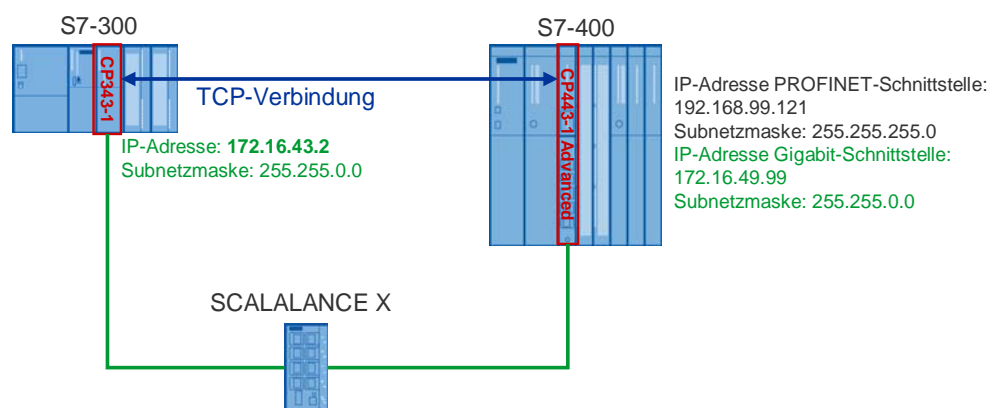 S7-300
S7-400
CP343-1
CP443-1 Advanced
TCP-Verbindung
IP-Adresse: 172.16.43.2
Subnetzmaske: 255.255.0.0
IP-Adresse PROFINET-Schnittstelle:
192.168.99.121
Subnetzmaske: 255.255.255.0
IP-Adresse Gigabit-Schnittstelle:
172.16.49.99
Subnetzmaske: 255.255.0.0
SCALALANCE X